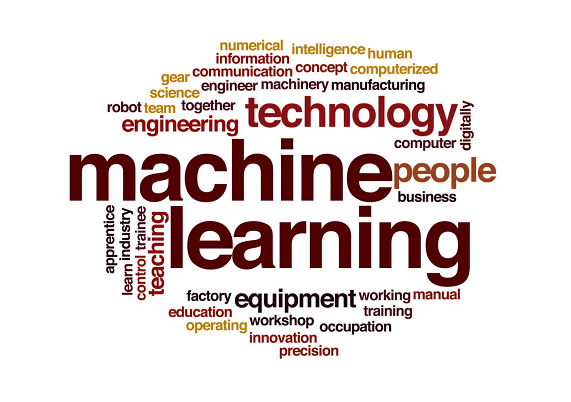 numerical
intelligence human
information
communication concept computerized
gear
science engineer machinery manufacturing
robot team together technology digitally
engineering
computer
machine people
business
learning
apprentice
learn industry
control trainee
teaching
factory equipment working manual
education training
operating workshop occupation
innovation
precision